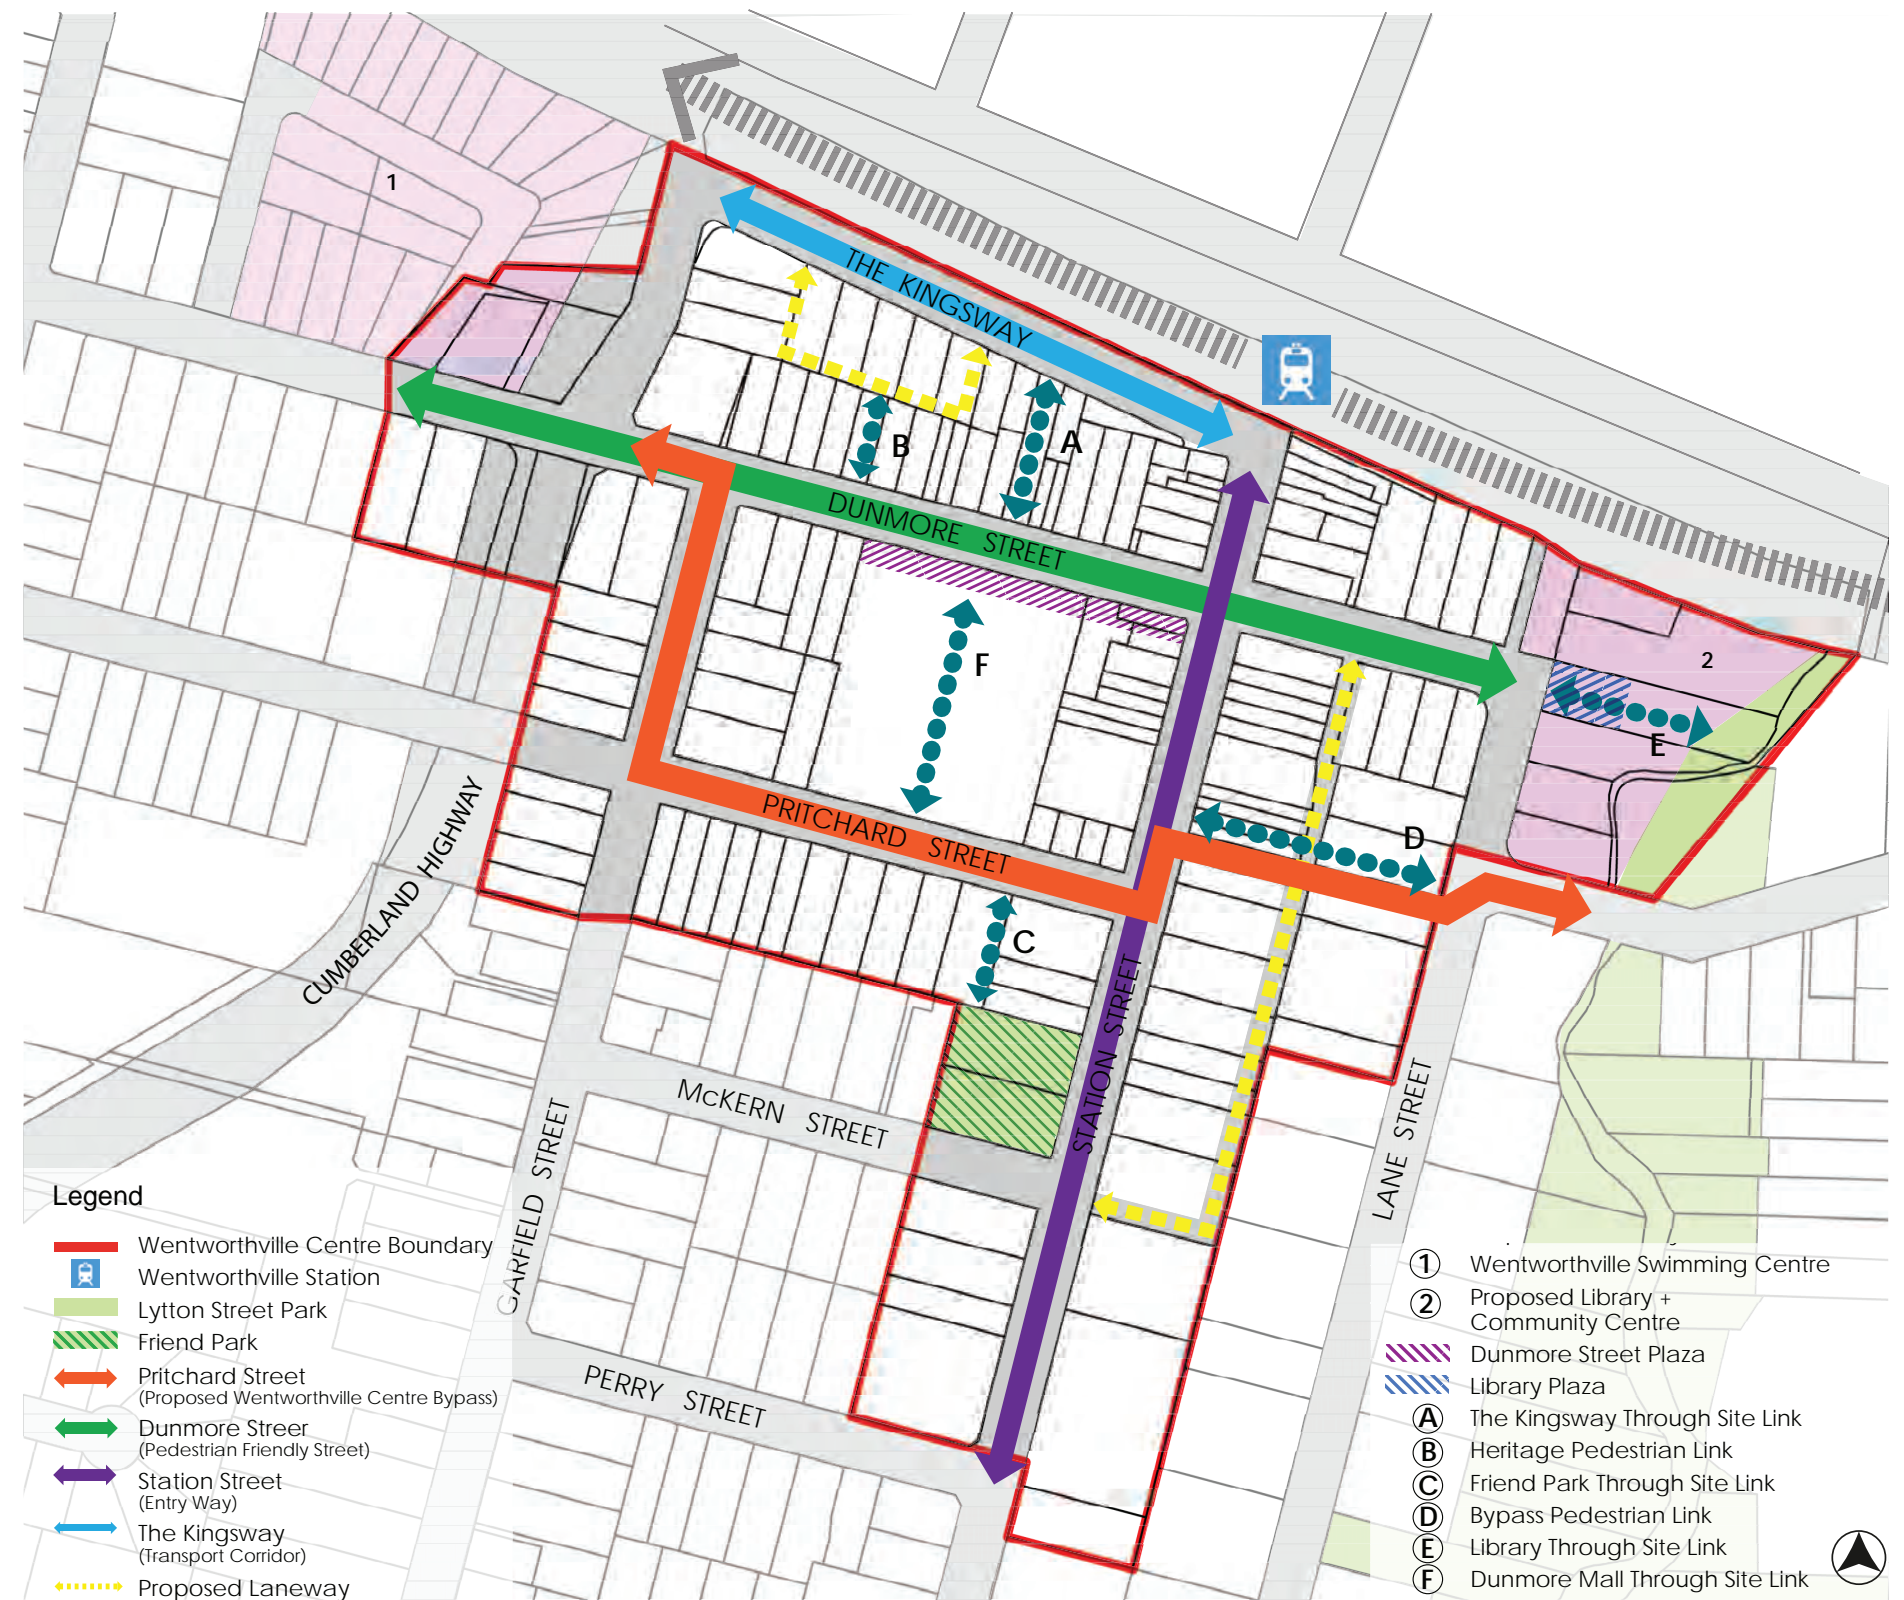 1
THE KINGSWAY
B
A
DUNMORE STREET
F
2
E
PRITCHARD STREET
D
C
CUMBERLAND HIGHWAY
STATION STREET
McKERN STREET
LANE STREET
GARFIELD STREET
PERRY STREET
Legend
Wentworthville Centre Boundary
Wentworthville Station
Lytton Street Park
Friend Park
Pritchard Street
(Proposed Wentworthville Centre Bypass)
Dunmore Streer
(Pedestrian Friendly Street)
Station Street
(Entry Way)
The Kingsway
(Transport Corridor)
Proposed Laneway
1 Wentworthville Swimming Centre
2 Proposed Library +
Community Centre
Dunmore Street Plaza
Library Plaza
A The Kingsway Through Site Link
B Heritage Pedestrian Link
C Friend Park Through Site Link
D Bypass Pedestrian Link
E Library Through Site Link
F Dunmore Mall Through Site Link